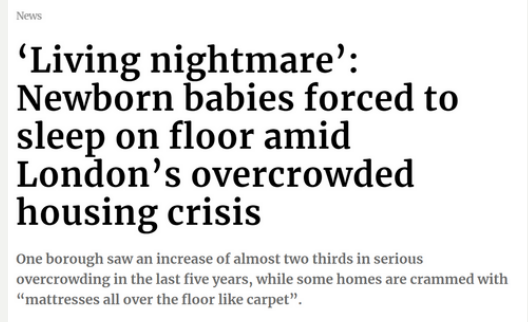 News
‘Living nightmare’:
Newborn babies forced to
sleep on floor amid
London’s overcrowded
housing crisis
One borough saw an increase of almost two thirds in serious
overcrowding in the last five years, while some homes are crammed with
“mattresses all over the floor like carpet”.